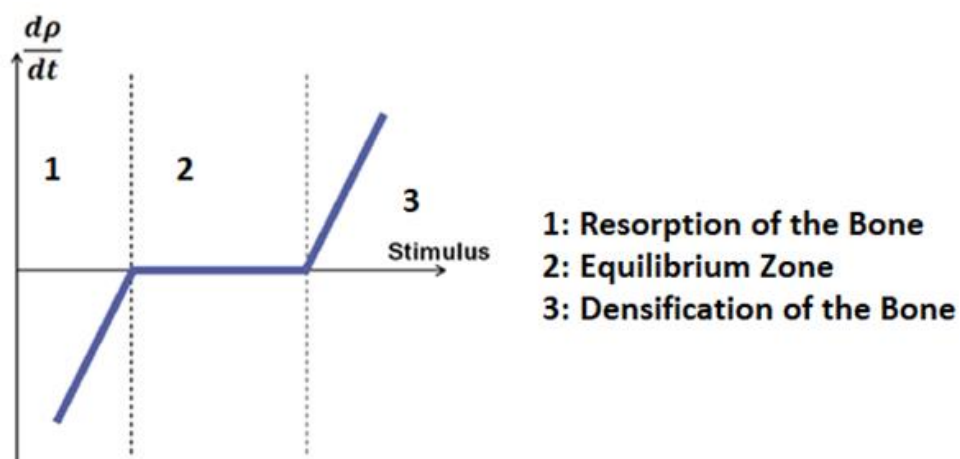 dρ
dt
1
2
3
Stimulus
1: Resorption of the Bone
2: Equilibrium Zone
3: Densification of the Bone